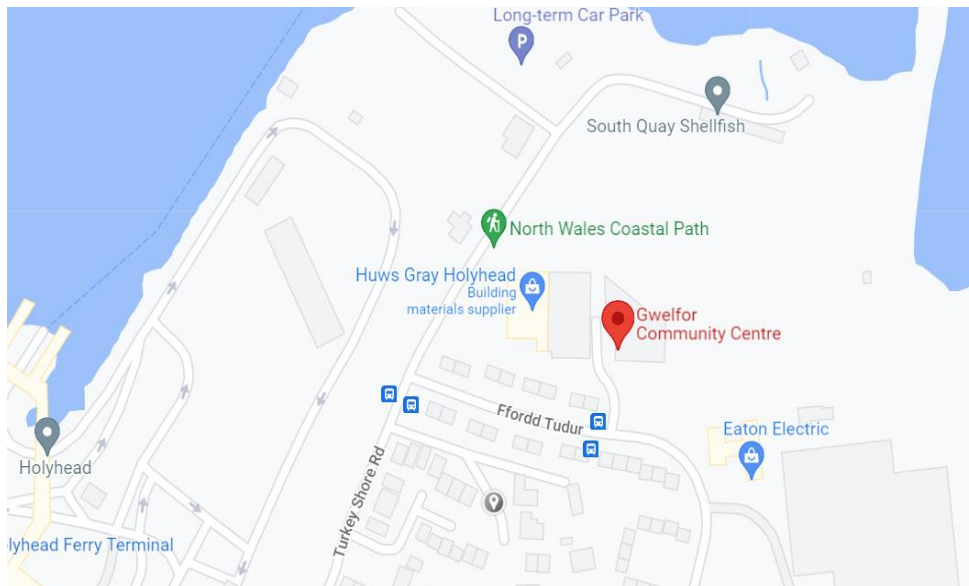 Long-term Car Park
P
South Quay Shellfish
North Wales Coastal Path
Huws Gray Holyhead
Building
materials supplier
Gwelfor
Community Centre
Ffordd Tudur
Eaton Electric
Holyhead
Turkey Shore Rd
lyhead Ferry Terminal